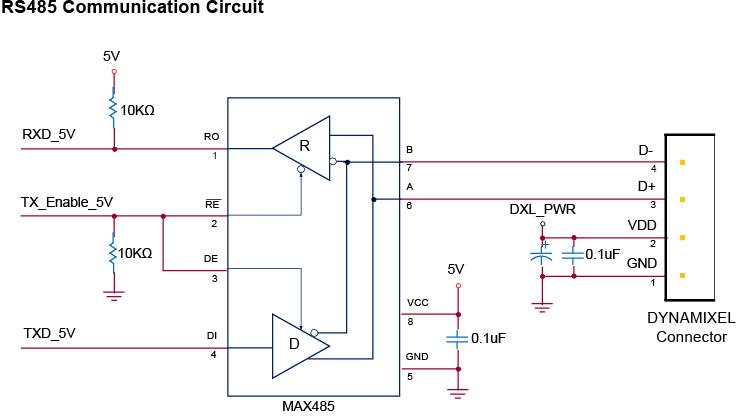 RS485 Communication Circuit
5V
10KΩ
RXD_5V
RO
1
R
B
7
D-
4
A
6
D+
3
TX_Enable_5V
RE
2
DXL_PWR
VDD
2
10KΩ
DE
3
+
0.1uF
GND
1
5V
VCC
8
DYNAMIXEL
Connector
TXD_5V
DI
4
D
0.1uF
GND
5
MAX485